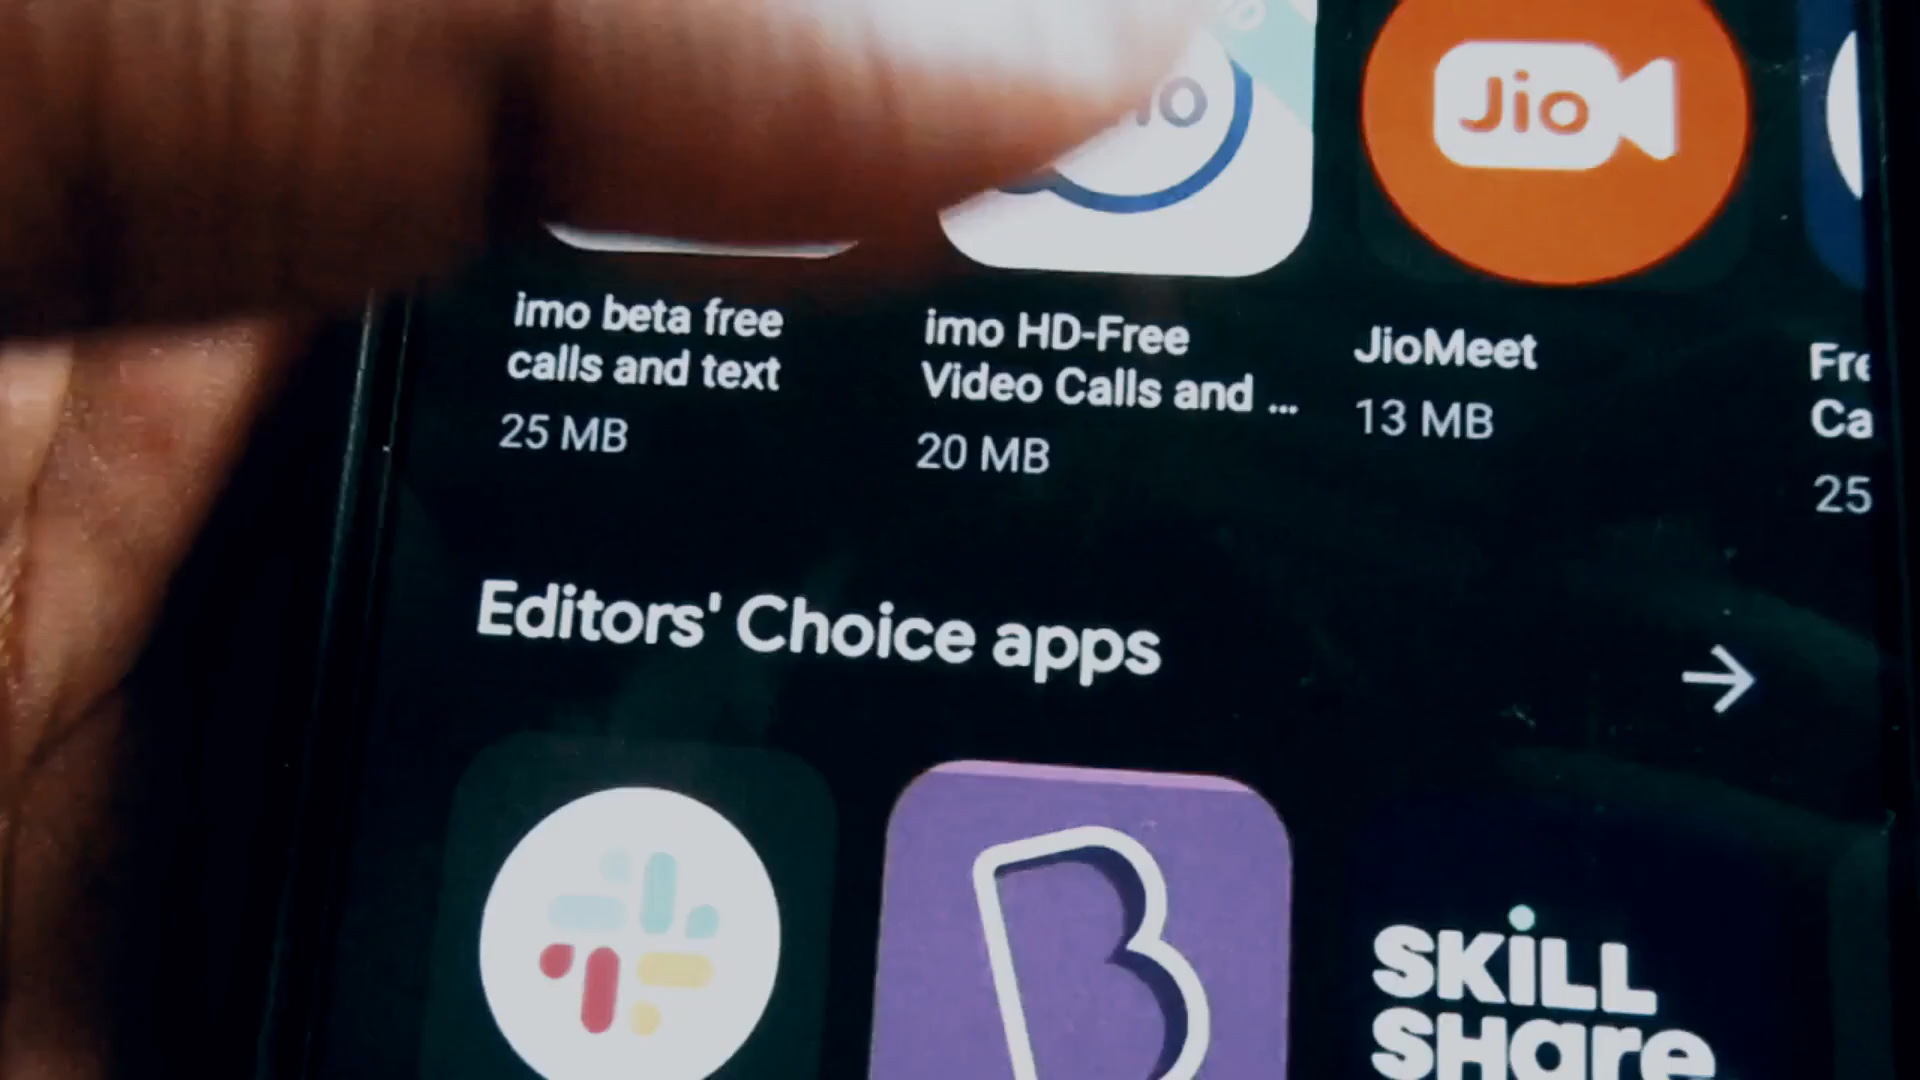 Jio
imo beta free
calls and text
25 MB
imo HD-Free
Video Calls and ...
20 MB
JioMeet
13 MB
25
Editors' Choice apps
B
SKiLL
SHare